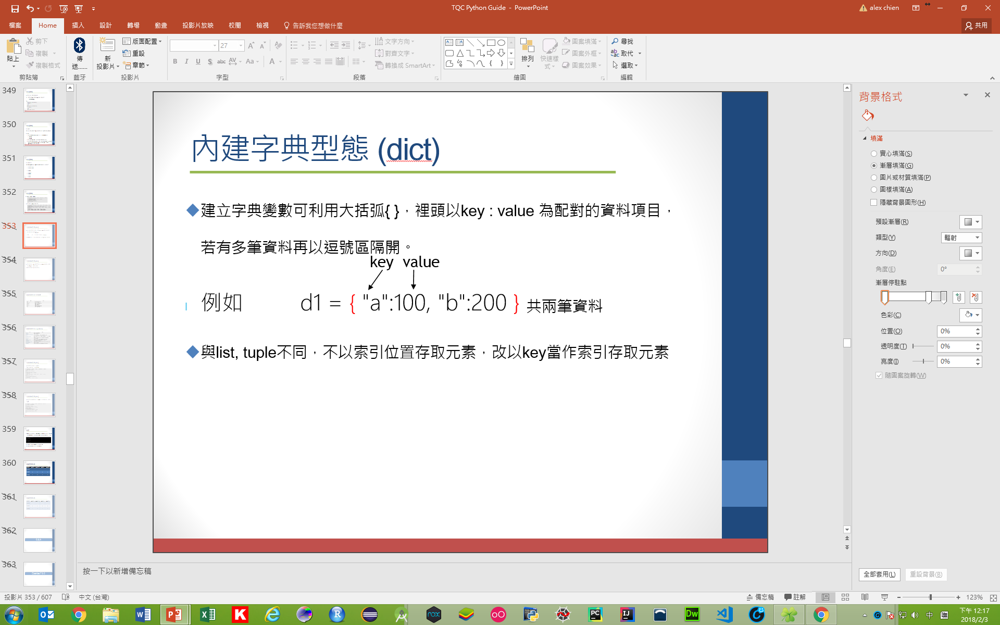 TQC Python Guide - PowerPoint
alex chien
檔案
Home
插入
設計
轉場
動畫
投影片放映
校閱
檢視
告訴我您想做什麼
共用
貼上
剪下
複製
複製格式
剪貼簿
傳
送......
藍牙
新
投影片
版面配置
重設
章節
投影片
27
B I U S abc AV Aa A
字型
文字方向
對齊文字
轉換成 SmartArt
段落
排列
快速樣
式
圖案填滿
圖案外框
圖案效果
繪圖
尋找
取代
選取
編輯
349
350
351
352
353
354
355
356
357
358
359
360
361
362
363
內建字典型態 (dict)
建立字典變數可利用大括弧{ }，裡頭以key : value 為配對的資料項目，
若有多筆資料再以逗號區隔開。
key value
例如 d1 = { "a":100, "b":200 } 共兩筆資料
與list, tuple不同，不以索引位置存取元素，改以key當作索引存取元素
按一下以新增備忘稿
背景格式
填滿
實心填滿(S)
漸層填滿(G)
圖片或材質填滿(P)
圖樣填滿(A)
隱藏背景圖形(H)
預設漸層(R)
類型(Y)
輻射
方向(D)
角度(E)
0°
漸層停駐點
色彩(C)
位置(O)
0%
透明度(T)
0%
亮度(I)
0%
隨圖案旋轉(W)
全部套用(L)
重設背景(B)
投影片 353 / 607
中文 (台灣)
備忘稿
註解
123%
中
下午 12:17
2018/2/3